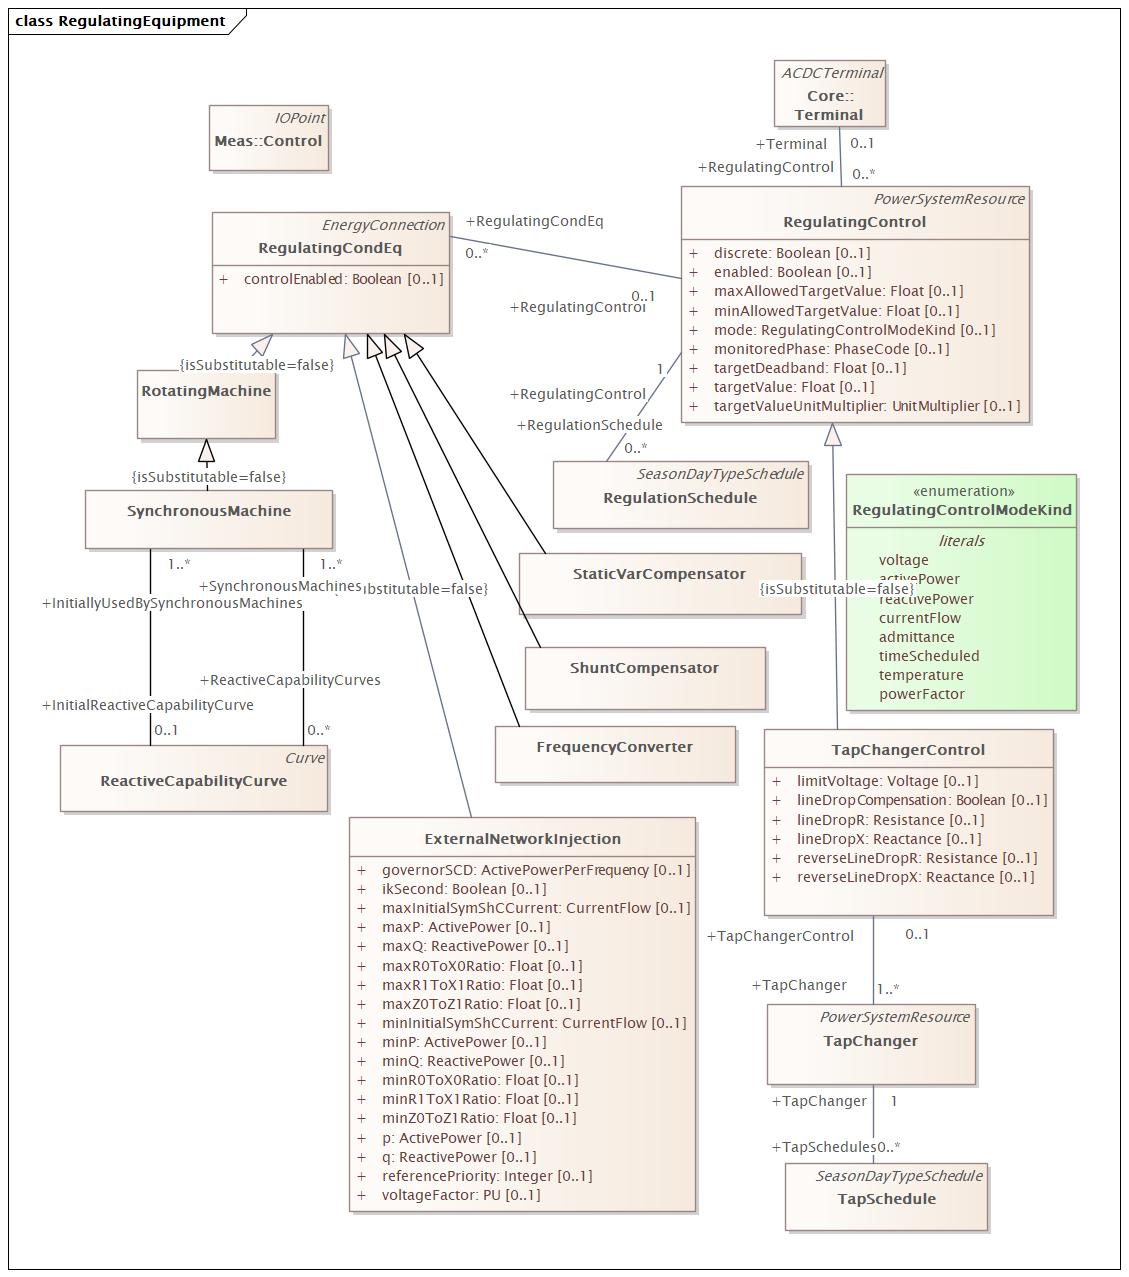 class RegulatingEquipment
ACDCTerminal
Core::
Terminal
IOPoint
Meas::Control
+Terminal 0..1
+RegulatingControl 0..*
EnergyConnection
RegulatingCondEq
+ controlEnabled: Boolean [0..1]
+RegulatingCondEq
0..*
0..1
+RegulatingControl
PowerSystemResource
RegulatingControl
+ discrete: Boolean [0..1]
+ enabled: Boolean [0..1]
+ maxAllowedTargetValue: Float [0..1]
+ minAllowedTargetValue: Float [0..1]
+ mode: RegulatingControlModeKind [0..1]
+ monitoredPhase: PhaseCode [0..1]
+ targetDeadband: Float [0..1]
+ targetValue: Float [0..1]
+ targetValueUnitMultiplier: UnitMultiplier [0..1]
{isSubstitutable=false}
RotatingMachine
1
+RegulatingControl
+RegulationSchedule
0..*
SeasonDayTypeSchedule
RegulationSchedule
{isSubstitutable=false}
SynchronousMachine
«enumeration»
RegulatingControlModeKind
literals
voltage
activePower
reactivePower
currentFlow
admittance
timeScheduled
temperature
powerFactor
{isSubstitutable=false}
1..*
1..*
+SynchronousMachines
bstitutable=false}
+InitiallyUsedBySynchronousMachines
+ReactiveCapabilityCurves
+InitialReactiveCapabilityCurve
0..1
0..*
Curve
ReactiveCapabilityCurve
StaticVarCompensator
ShuntCompensator
FrequencyConverter
TapChangerControl
+ limitVoltage: Voltage [0..1]
+ lineDropCompensation: Boolean [0..1]
+ lineDropR: Resistance [0..1]
+ lineDropX: Reactance [0..1]
+ reverseLineDropR: Resistance [0..1]
+ reverseLineDropX: Reactance [0..1]
ExternalNetworkInjection
+ governorSCD: ActivePowerPerFrequency [0..1]
+ ikSecond: Boolean [0..1]
+ maxInitialSymShCCurrent: CurrentFlow [0..1]
+ maxP: ActivePower [0..1]
+ maxQ: ReactivePower [0..1]
+ maxR0ToX0Ratio: Float [0..1]
+ maxR1ToX1Ratio: Float [0..1]
+ maxZ0ToZ1Ratio: Float [0..1]
+ minInitialSymShCCurrent: CurrentFlow [0..1]
+ minP: ActivePower [0..1]
+ minQ: ReactivePower [0..1]
+ minR0ToX0Ratio: Float [0..1]
+ minR1ToX1Ratio: Float [0..1]
+ minZ0ToZ1Ratio: Float [0..1]
+ p: ActivePower [0..1]
+ q: ReactivePower [0..1]
+ referencePriority: Integer [0..1]
+ voltageFactor: PU [0..1]
+TapChangerControl 0..1
+TapChanger 1..*
PowerSystemResource
TapChanger
+TapChanger 1
+TapSchedules 0..*
SeasonDayTypeSchedule
TapSchedule